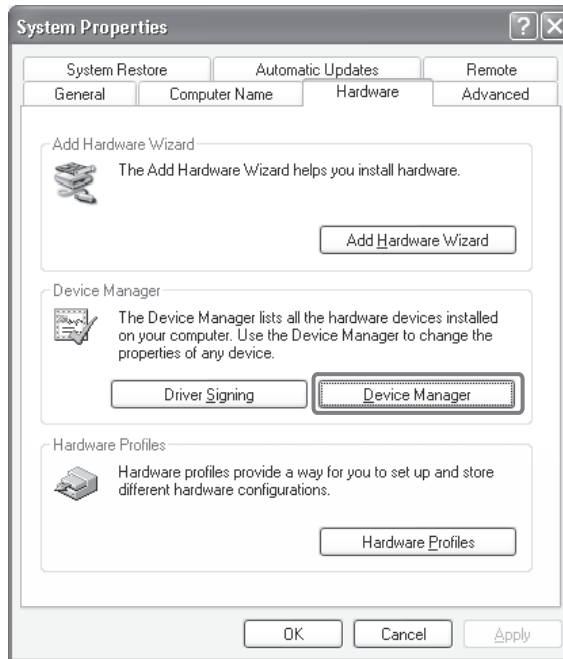 System Properties
System Restore Automatic Updates Remote
General Computer Name Hardware Advanced
Add Hardware Wizard
The Add Hardware Wizard helps you install hardware.
Add Hardware Wizard
Device Manager
The Device Manager lists all the hardware devices installed
on your computer. Use the Device Manager to change the
properties of any device.
Driver Signing Device Manager
Hardware Profiles
Hardware profiles provide a way for you to set up and store
different hardware configurations.
Hardware Profiles
OK Cancel Apply